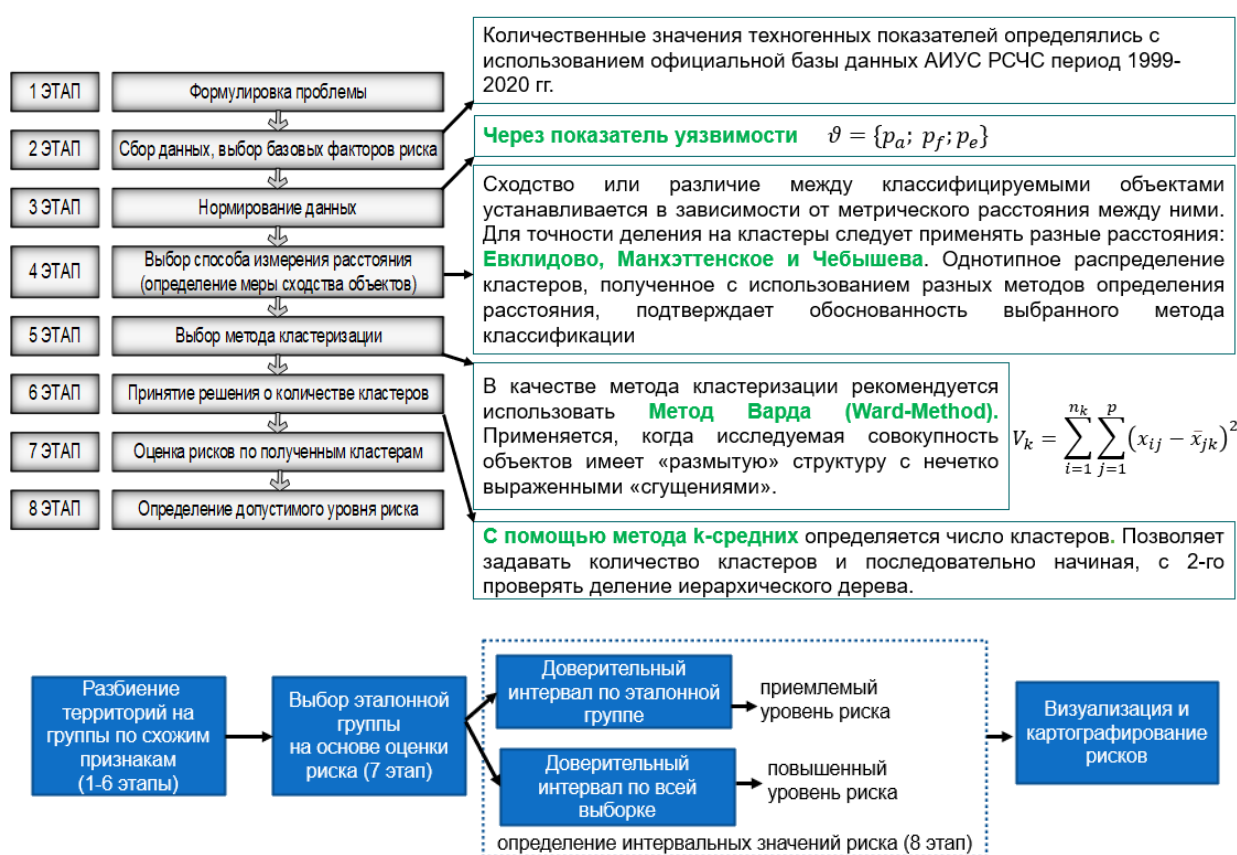 Количественные значения техногенных показателей определялись с
использованием официальной базы данных АИУС РСЧС период 1999-
2020 гг.
1 ЭТАП
Формулировка проблемы
2 ЭТАП
Сбор данных, выбор базовых факторов риска
Через показатель уязвимости 𝜗 = {p_a; p_f; p_e}
3 ЭТАП
Нормирование данных
Сходство или различие между классифицируемыми объектами
устанавливается в зависимости от метрического расстояния между ними.
Для точности деления на кластеры следует применять разные расстояния:
Евклидово, Манхэттенское и Чебышева. Однотипное распределение
кластеров, полученное с использованием разных методов определения
расстояния, подтверждает обоснованность выбранного метода
классификации
4 ЭТАП
Выбор способа измерения расстояния
(определение меры сходства объектов)
5 ЭТАП
Выбор метода кластеризации
6 ЭТАП
Принятие решения о количестве кластеров
В качестве метода кластеризации рекомендуется
использовать Метод Варда (Ward-Method).
Применяется, когда исследуемая совокупность
объектов имеет «размытую» структуру с нечетко
выраженными «сгущениями».
V_k = ∑_{i=1}^{n_k} ∑_{j=1}^{p} (x_{ij} − x̄_{jk})^2
7 ЭТАП
Оценка рисков по полученным кластерам
8 ЭТАП
Определение допустимого уровня риска
С помощью метода k-средних определяется число кластеров. Позволяет
задавать количество кластеров и последовательно начиная, с 2-го
проверять деление иерархического дерева.
Разбиение
территорий на
группы по схожим
признакам
(1-6 этапы)
Выбор эталонной
группы
на основе оценки
риска (7 этап)
Доверительный
интервал по эталонной
группе
приемлемый
уровень риска
Доверительный
интервал по всей
выборке
повышенный
уровень риска
определение интервальных значений риска (8 этап)
Визуализация и
картографирование
рисков